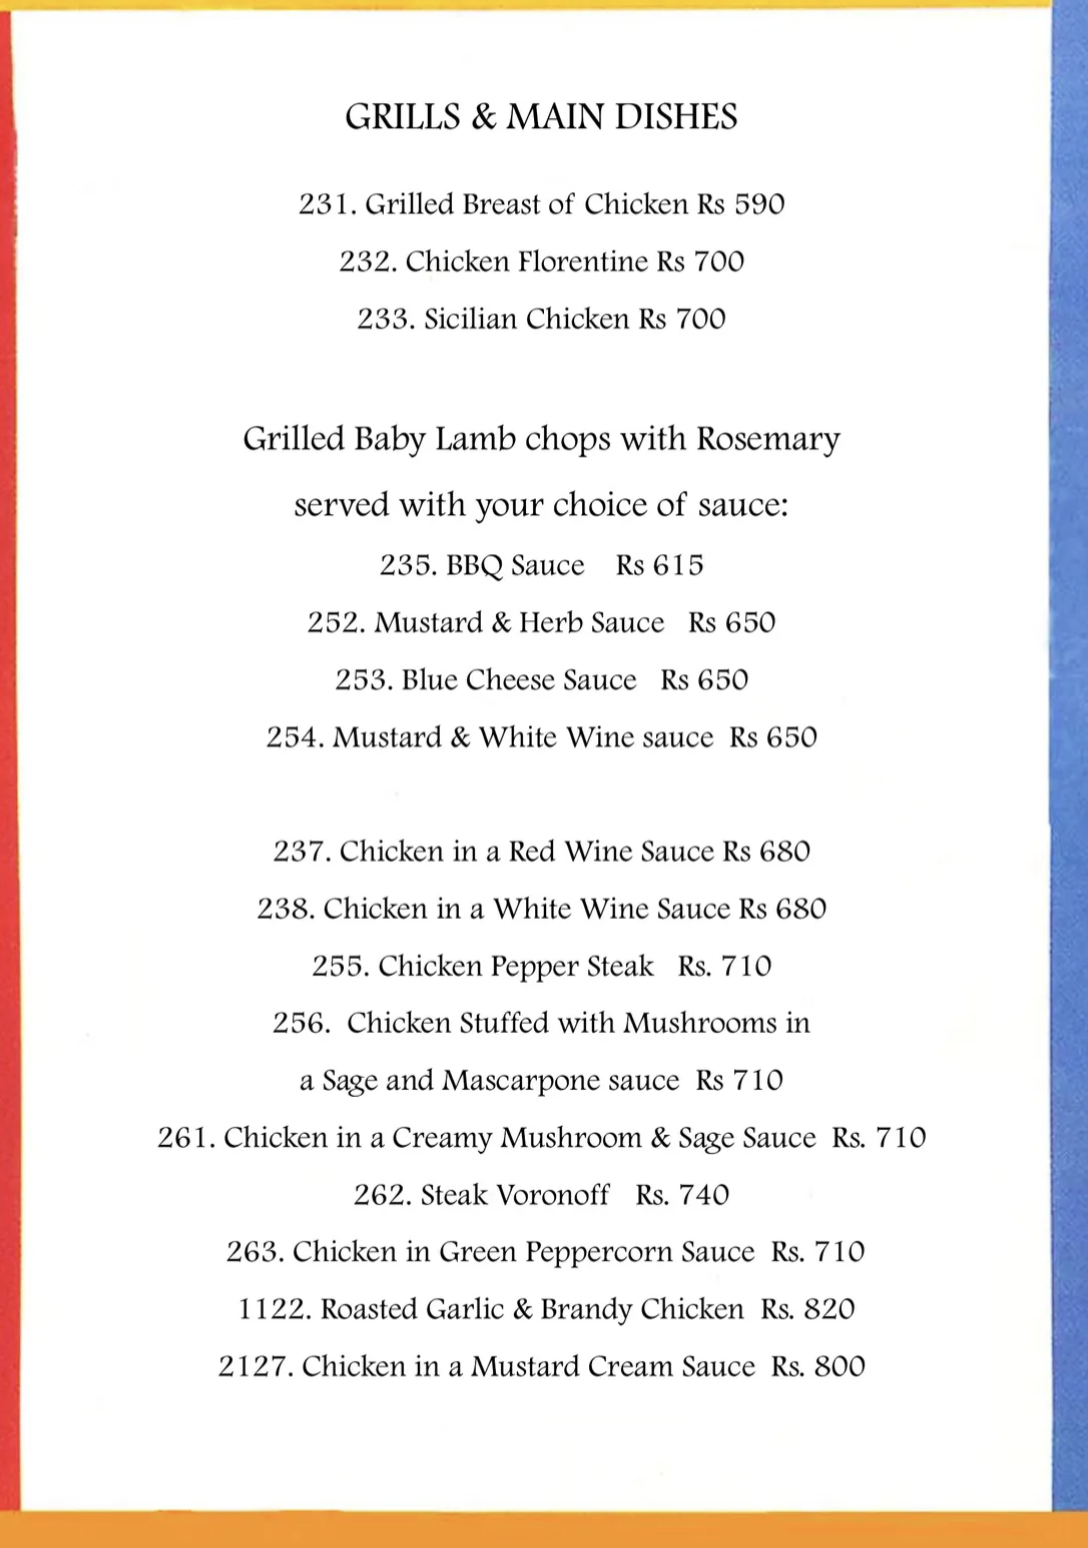 GRILLS & MAIN DISHES
231. Grilled Breast of Chicken Rs 590
232. Chicken Florentine Rs 700
233. Sicilian Chicken Rs 700
Grilled Baby Lamb chops with Rosemary
served with your choice of sauce:
235. BBQ Sauce Rs 615
252. Mustard & Herb Sauce Rs 650
253. Blue Cheese Sauce Rs 650
254. Mustard & White Wine sauce Rs 650
237. Chicken in a Red Wine Sauce Rs 680
238. Chicken in a White Wine Sauce Rs 680
255. Chicken Pepper Steak Rs. 710
256. Chicken Stuffed with Mushrooms in
a Sage and Mascarpone sauce Rs 710
261. Chicken in a Creamy Mushroom & Sage Sauce Rs. 710
262. Steak Voronoff Rs. 740
263. Chicken in Green Peppercorn Sauce Rs. 710
1122. Roasted Garlic & Brandy Chicken Rs. 820
2127. Chicken in a Mustard Cream Sauce Rs. 800